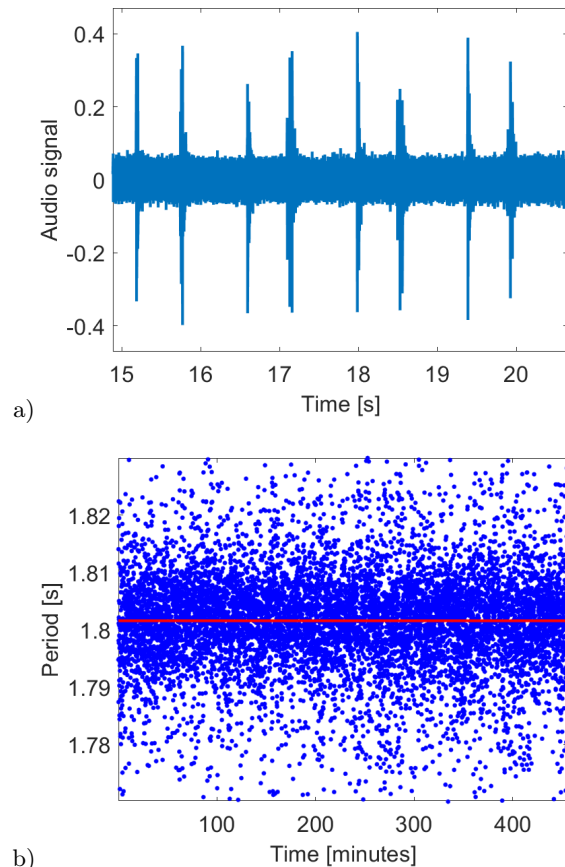 0.4
0.2
0
-0.2
-0.4
Audio signal
15 16 17 18 19 20
Time [s]
a)
1.82
1.81
1.8
1.79
1.78
Period [s]
100 200 300 400
Time [minutes]
b)